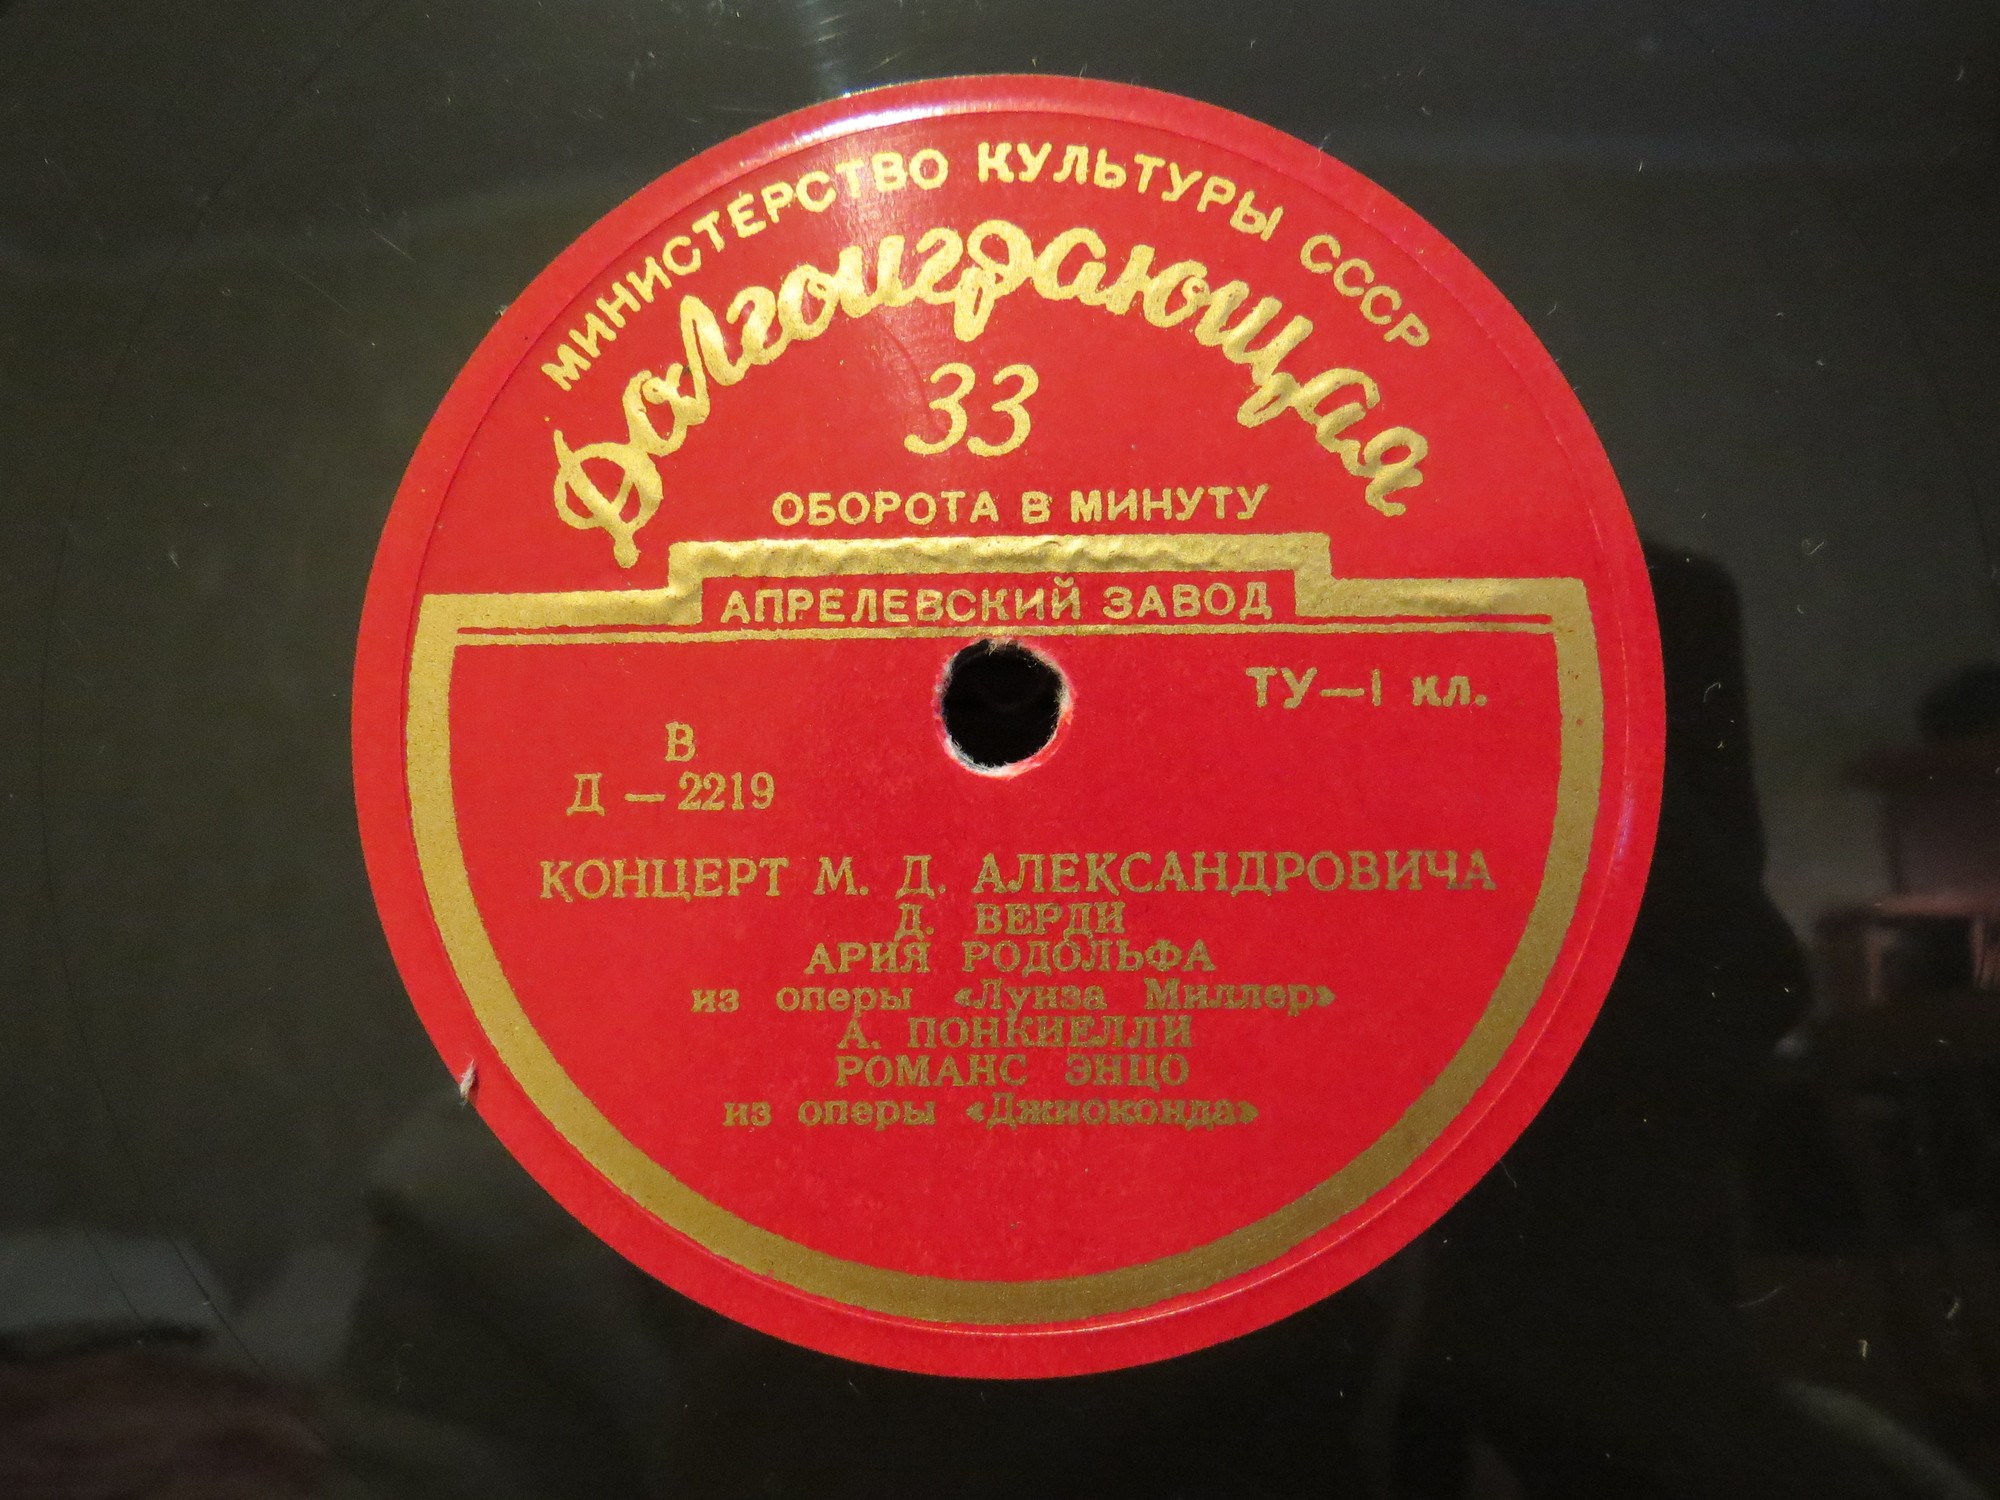 МИНИСТЕРСТВО КУЛЬТУРЫ СССР
Долгоиграющая
33
ОБОРОТА В МИНУТУ
АПРЕЛЕВСКИЙ ЗАВОД
ТУ—I кл.
В
Д — 2219
КОНЦЕРТ М. Д. АЛЕКСАНДРОВИЧА
Д. ВЕРДИ
АРИЯ РОДОЛЬФА
из оперы «Луиза Миллер»
А. ПОНКИЕЛЛИ
РОМАНС ЭНЦО
из оперы «Джиоконда»